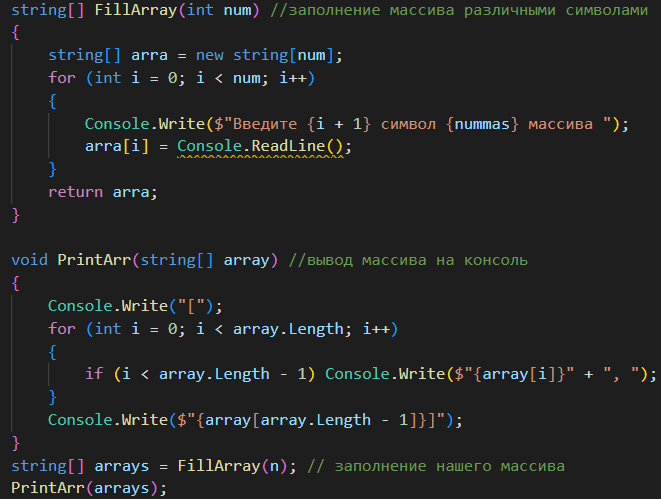 string[] FillArray(int num) //заполнение массива различными символами
{
    string[] arra = new string[num];
    for (int i = 0; i < num; i++)
    {
        Console.Write($"Введите {i + 1} символ {nummas} массива ");
        arra[i] = Console.ReadLine();
    }
    return arra;
}

void PrintArr(string[] array) //вывод массива на консоль
{
    Console.Write("[");
    for (int i = 0; i < array.Length; i++)
    {
        if (i < array.Length - 1) Console.Write($"{array[i]}" + ", ");
    }
    Console.Write($"{array[array.Length - 1]}]");
}
string[] arrays = FillArray(n); // заполнение нашего массива
PrintArr(arrays);